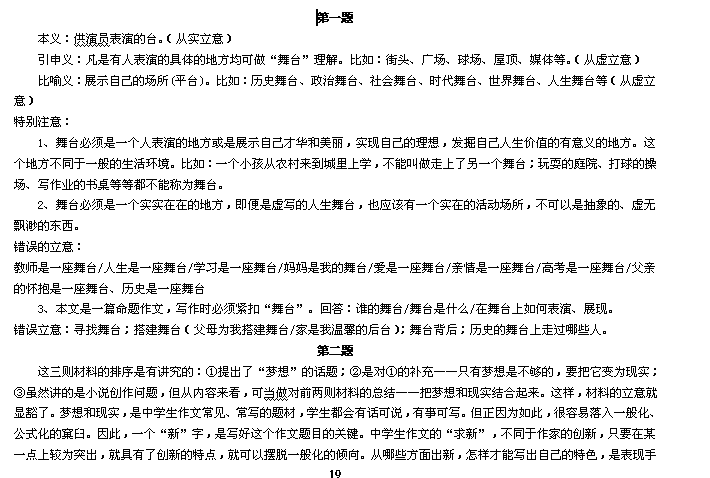 第一题
本义：供演员表演的台。（从实立意）
引申义：凡是有人表演的具体的地方均可做“舞台”理解。比如：街头、广场、球场、屋顶、媒体等。（从虚立意）
比喻义：展示自己的场所(平台)。比如：历史舞台、政治舞台、社会舞台、时代舞台、世界舞台、人生舞台等（从虚立
意）
特别注意：
1、舞台必须是一个人表演的地方或是展示自己才华和美丽，实现自己的理想，发掘自己人生价值的有意义的地方。这
个地方不同于一般的生活环境。比如：一个小孩从农村来到城里上学，不能叫做走上了另一个舞台；玩耍的庭院、打球的操
场、写作业的书桌等等都不能称为舞台。
2、舞台必须是一个实实在在的地方，即便是虚写的人生舞台，也应该有一个实在的活动场所，不可以是抽象的、虚无
飘渺的东西。
错误的立意：
教师是一座舞台/人生是一座舞台/学习是一座舞台/妈妈是我的舞台/爱是一座舞台/亲情是一座舞台/高考是一座舞台/父亲
的怀抱是一座舞台、历史是一座舞台
3、本文是一篇命题作文，写作时必须紧扣“舞台”。回答：谁的舞台/舞台是什么/在舞台上如何表演、展现。
错误立意：寻找舞台；搭建舞台（父母为我搭建舞台/家是我温馨的后台）；舞台背后；历史的舞台上走过哪些人。
第二题
这三则材料的排序是有讲究的：①提出了“梦想”的话题；②是对①的补充——只有梦想是不够的，要把它变为现实；
③虽然讲的是小说创作问题，但从内容来看，可当做对前两则材料的总结——把梦想和现实结合起来。这样，材料的立意就
显豁了。梦想和现实，是中学生作文常见、常写的题材，学生都会有话可说，有事可写。但正因为如此，很容易落入一般化、
公式化的窠臼。因此，一个“新”字，是写好这个作文题目的关键。中学生作文的“求新”，不同于作家的创新，只要在某
一点上较为突出，就具有了创新的特点，就可以摆脱一般化的倾向。从哪些方面出新，怎样才能写出自己的特色，是表现手
19